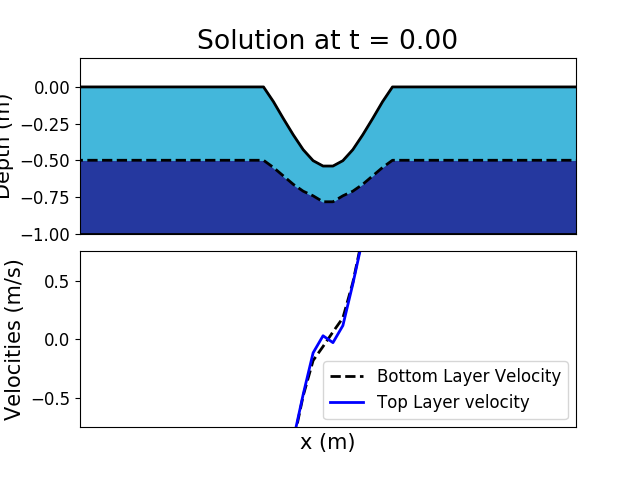 Solution at t = 0.00
0.00
−0.25
−0.50
−0.75
−1.00
Depth (m)
0.5
0.0
−0.5
Velocities (m/s)
Bottom Layer Velocity
Top Layer velocity
x (m)